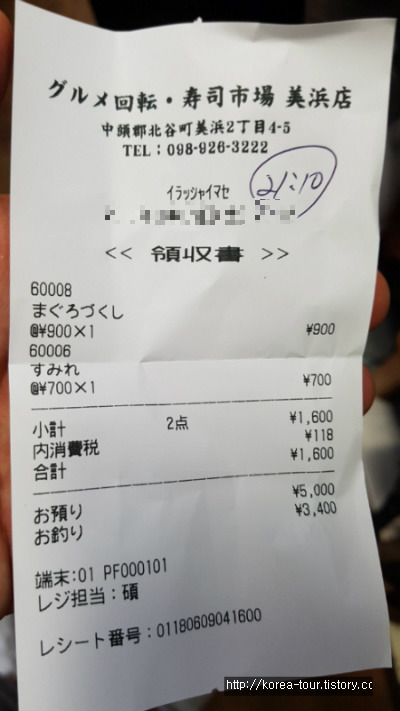 グルメ回転・寿司市場 美浜店
中頭郡北谷町美浜2丁目4-5
TEL：098-926-3222
21:10
ｲﾗｯｼｬｲﾏｾ
<< 領収書 >>
60008
まぐろづくし
@¥900×1 ¥900
60006
すみれ
@¥700×1 ¥700
小計 2点 ¥1,600
内消費税 ¥118
合計 ¥1,600
お預り ¥5,000
お釣り ¥3,400
端末:01 PF000101
レジ担当：碩
レシート番号：01180609041600
http://korea-tour.tistory.cc